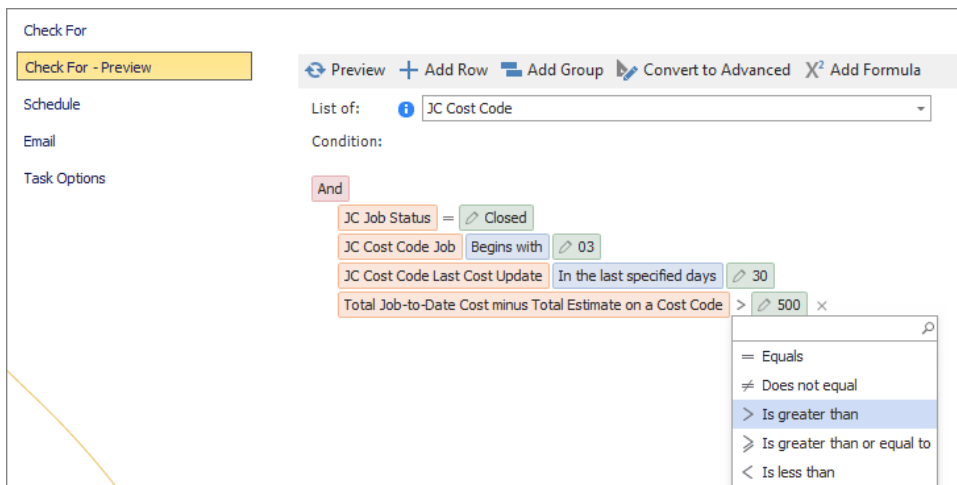 Check For
Check For - Preview
Schedule
Email
Task Options
Preview Add Row Add Group Convert to Advanced X² Add Formula
List of: JC Cost Code
Condition:
And
JC Job Status = Closed
JC Cost Code Job Begins with 03
JC Cost Code Last Cost Update In the last specified days 30
Total Job-to-Date Cost minus Total Estimate on a Cost Code > 500 ×
= Equals
≠ Does not equal
> Is greater than
⩾ Is greater than or equal to
< Is less than